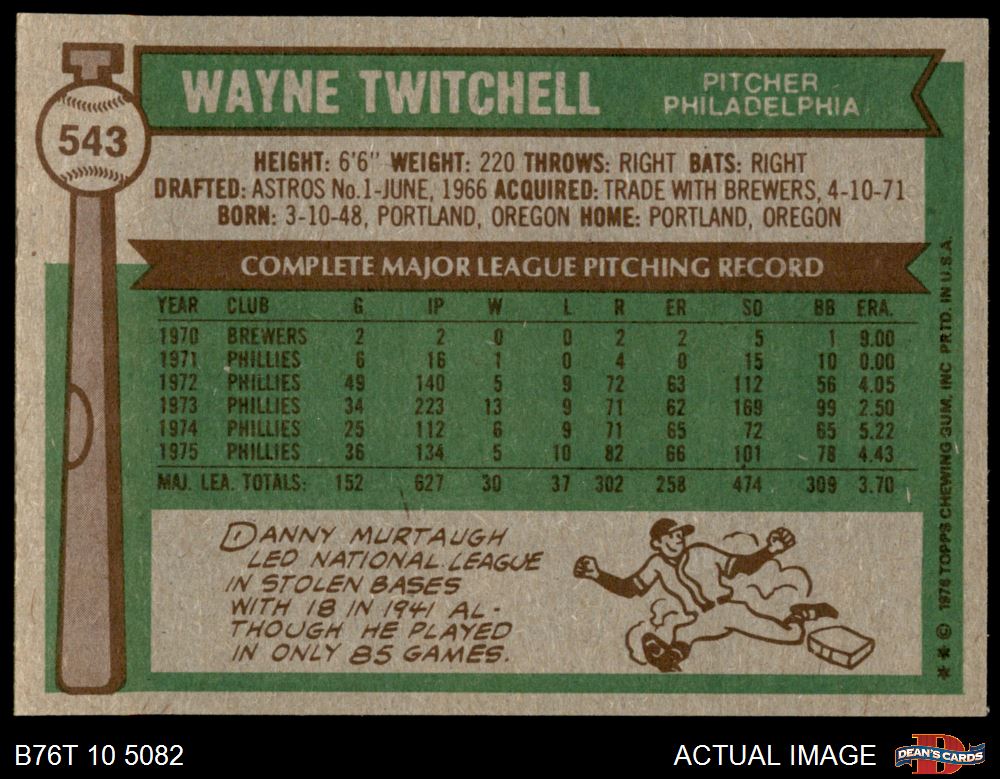 543
WAYNE TWITCHELL
PITCHER
PHILADELPHIA
HEIGHT: 6'6" WEIGHT: 220 THROWS: RIGHT BATS: RIGHT
DRAFTED: ASTROS No.1-JUNE, 1966 ACQUIRED: TRADE WITH BREWERS, 4-10-71
BORN: 3-10-48, PORTLAND, OREGON HOME: PORTLAND, OREGON
COMPLETE MAJOR LEAGUE PITCHING RECORD
YEAR CLUB G IP W L R ER SO BB ERA.
1970 BREWERS 2 2 0 0 2 2 5 1 9.00
1971 PHILLIES 6 16 1 0 4 0 15 10 0.00
1972 PHILLIES 49 140 5 9 72 63 112 56 4.05
1973 PHILLIES 34 223 13 9 71 62 169 99 2.50
1974 PHILLIES 25 112 6 9 71 65 72 65 5.22
1975 PHILLIES 36 134 5 10 82 66 101 78 4.43
MAJ. LEA. TOTALS: 152 627 30 37 302 258 474 309 3.70
DANNY MURTAUGH
LED NATIONAL LEAGUE
IN STOLEN BASES
WITH 18 IN 1941 AL-
THOUGH HE PLAYED
IN ONLY 85 GAMES.
* * © 1976 TOPPS CHEWING GUM, INC PRTD. IN U.S.A.
B76T 10 5082
ACTUAL IMAGE
D
DEAN'S CARDS